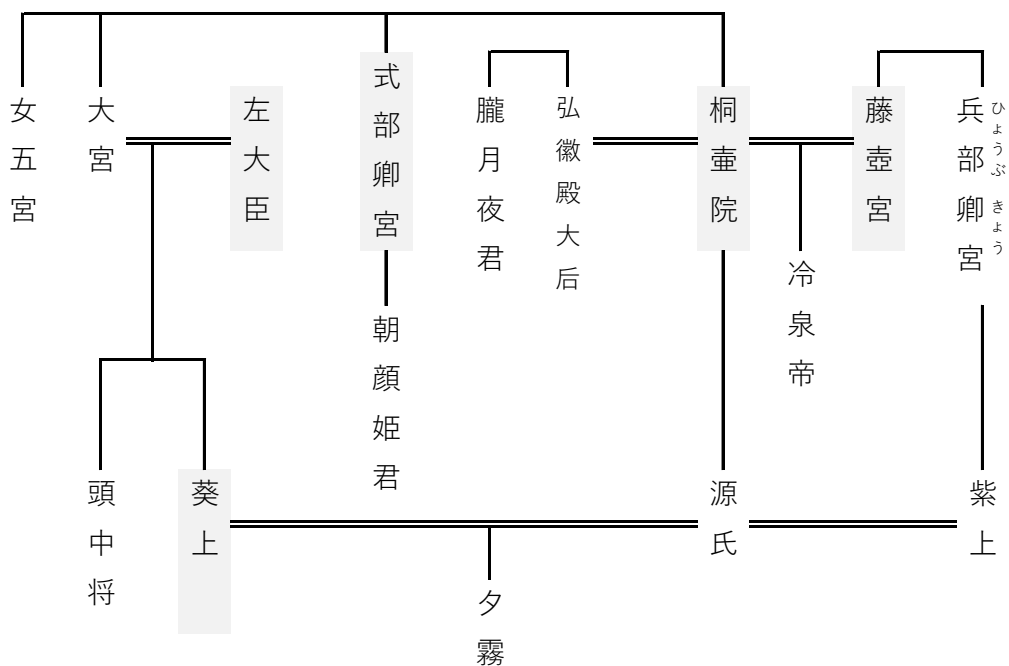 兵部卿宮
ひょうぶ きょう
藤壺宮
桐壷院
弘徽殿大后
朧月夜君
式部卿宮
左大臣
大宮
女五宮
冷泉帝
朝顔姫君
紫上
源氏
葵上
頭中将
夕霧